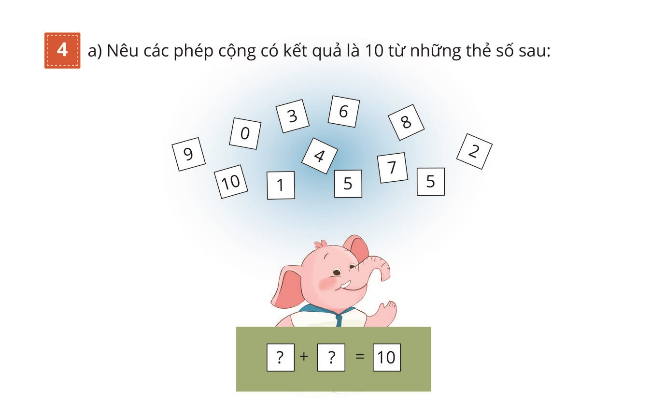 4 a) Nêu các phép cộng có kết quả là 10 từ những thẻ số sau:
9 0 3 6 8 2
10 1 4 5 7 5
? + ? = 10